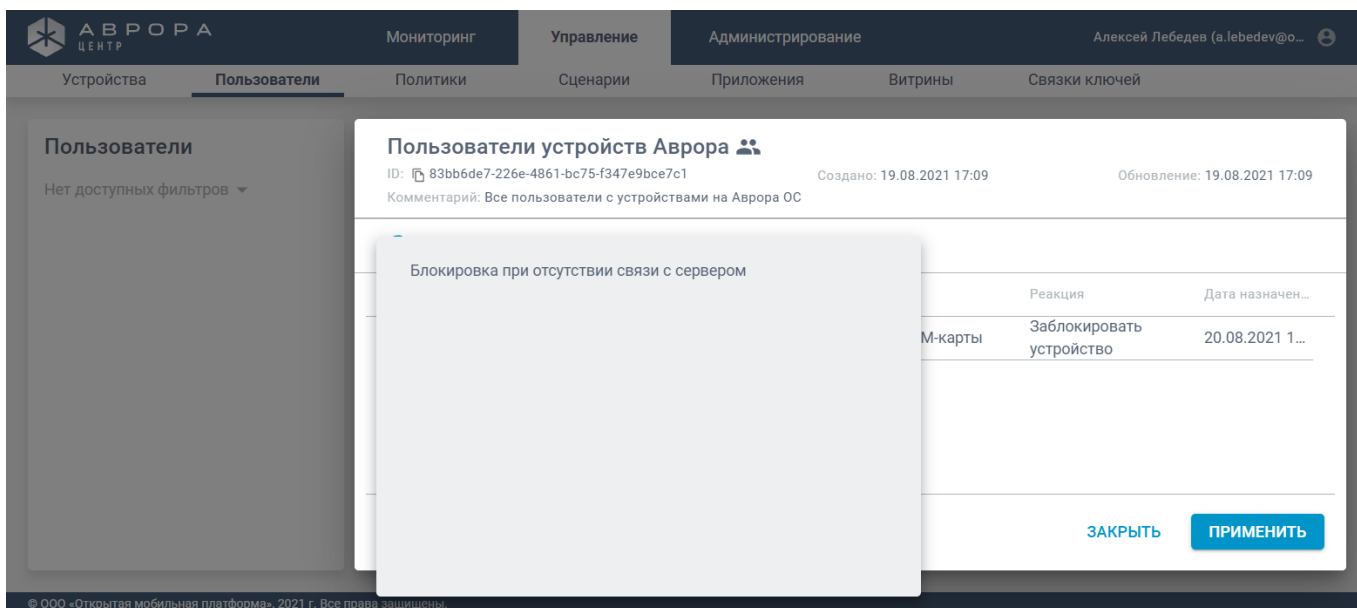 АВРОРА
ЦЕНТР
Мониторинг
Управление
Администрирование
Алексей Лебедев (a.lebedev@o...
Устройства
Пользователи
Политики
Сценарии
Приложения
Витрины
Связки ключей
Пользователи
Нет доступных фильтров
Пользователи устройств Аврора
ID: 83bb6de7-226e-4861-bc75-f347e9bce7c1
Создано: 19.08.2021 17:09
Обновление: 19.08.2021 17:09
Комментарий: Все пользователи с устройствами на Аврора ОС
Блокировка при отсутствии связи с сервером
Реакция
Дата назначен...
М-карты
Заблокировать
устройство
20.08.2021 1...
ЗАКРЫТЬ
ПРИМЕНИТЬ
© ООО «Открытая мобильная платформа», 2021 г. Все права защищены.